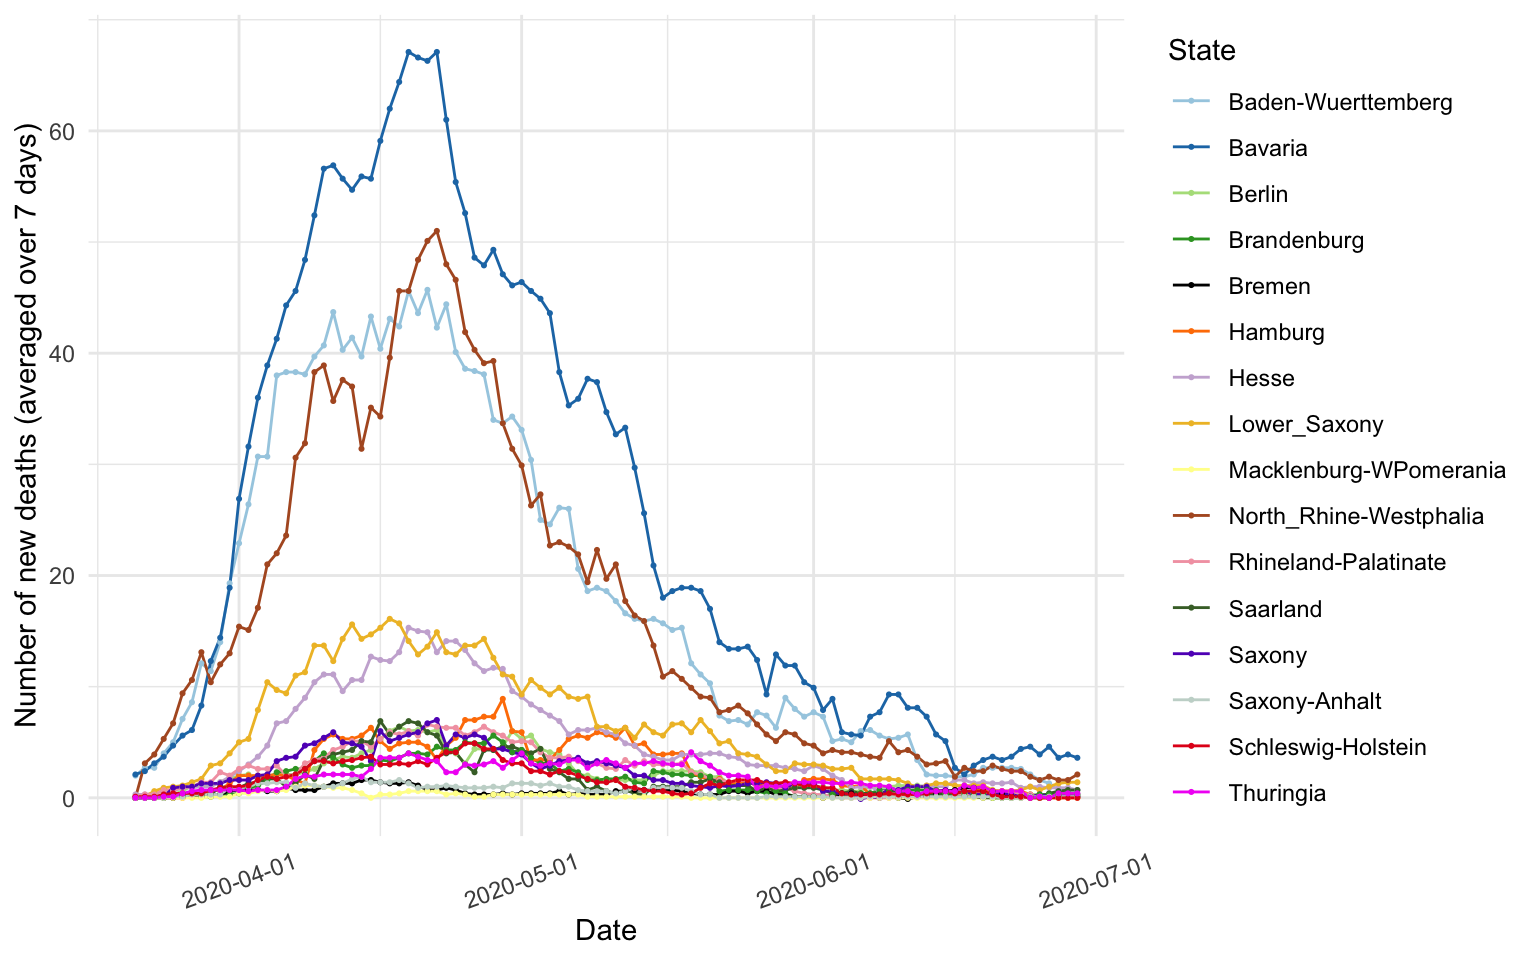 Number of new deaths (averaged over 7 days)
60
40
20
0
2020-04-01
2020-05-01
2020-06-01
2020-07-01
Date
State
Baden-Wuerttemberg
Bavaria
Berlin
Brandenburg
Bremen
Hamburg
Hesse
Lower_Saxony
Macklenburg-WPomerania
North_Rhine-Westphalia
Rhineland-Palatinate
Saarland
Saxony
Saxony-Anhalt
Schleswig-Holstein
Thuringia